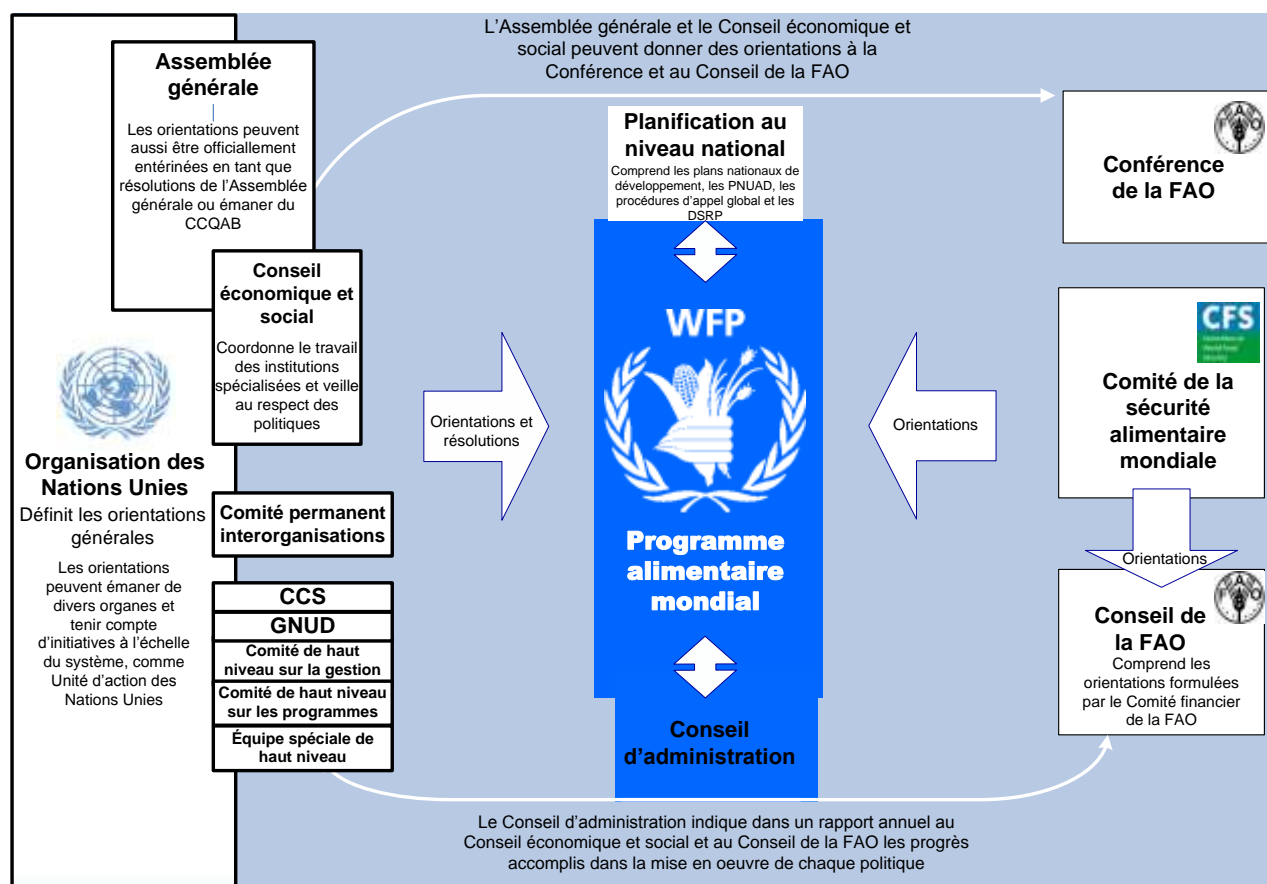 L'Assemblée générale et le Conseil économique et
social peuvent donner des orientations à la
Conférence et au Conseil de la FAO
Assemblée
générale
Les orientations peuvent
aussi être officiallement
entérinées en tant que
résolutions de l'Assemblée
générale ou émaner du
CCQAB
Conseil
économique et
social
Coordonne le travail
des institutions
spécialisées et veille
au respect des
politiques
Organisation des
Nations Unies
Définit les orientations
générales
Les orientations
peuvent émaner de
divers organes et
tenir compte
d'initiatives à l'échelle
du système, comme
Unité d'action des
Nations Unies
Comité permanent
interorganisations
CCS
GNUD
Comité de haut
niveau sur la gestion
Comité de haut niveau
sur les programmes
Équipe spéciale de
haut niveau
Orientations et
résolutions
Planification au
niveau national
Comprend les plans nationaux de
développement, les PNUAD, les
procédures d'appel global et les
DSRP
WFP
Programme
alimentaire
mondial
Conseil
d'administration
Orientations
FAO
Conférence
de la FAO
CFS
Comité de la
sécurité
alimentaire
mondiale
Orientations
FAO
Conseil de
la FAO
Comprend les
orientations formulées
par le Comité financier
de la FAO
Le Conseil d'administration indique dans un rapport annuel au
Conseil économique et social et au Conseil de la FAO les progrès
accomplis dans la mise en oeuvre de chaque politique